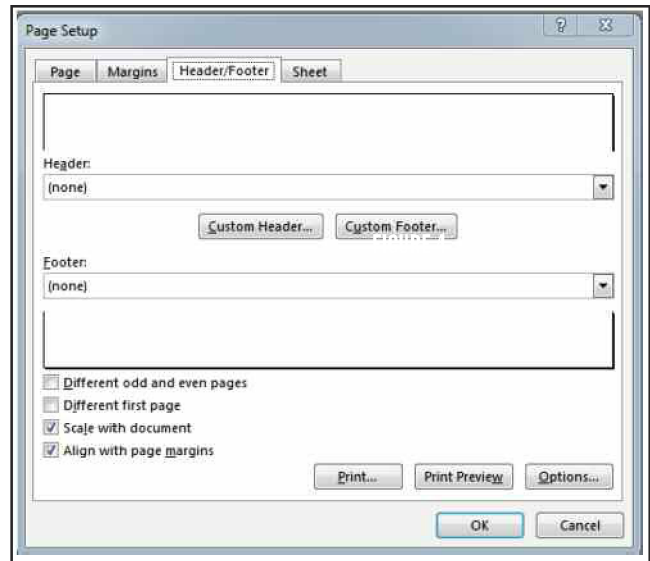 Page Setup
Page Margins Header/Footer Sheet
Header:
(none)
Custom Header... Custom Footer...
Footer:
(none)
Different odd and even pages
Different first page
Scale with document
Align with page margins
Print... Print Preview Options...
OK Cancel